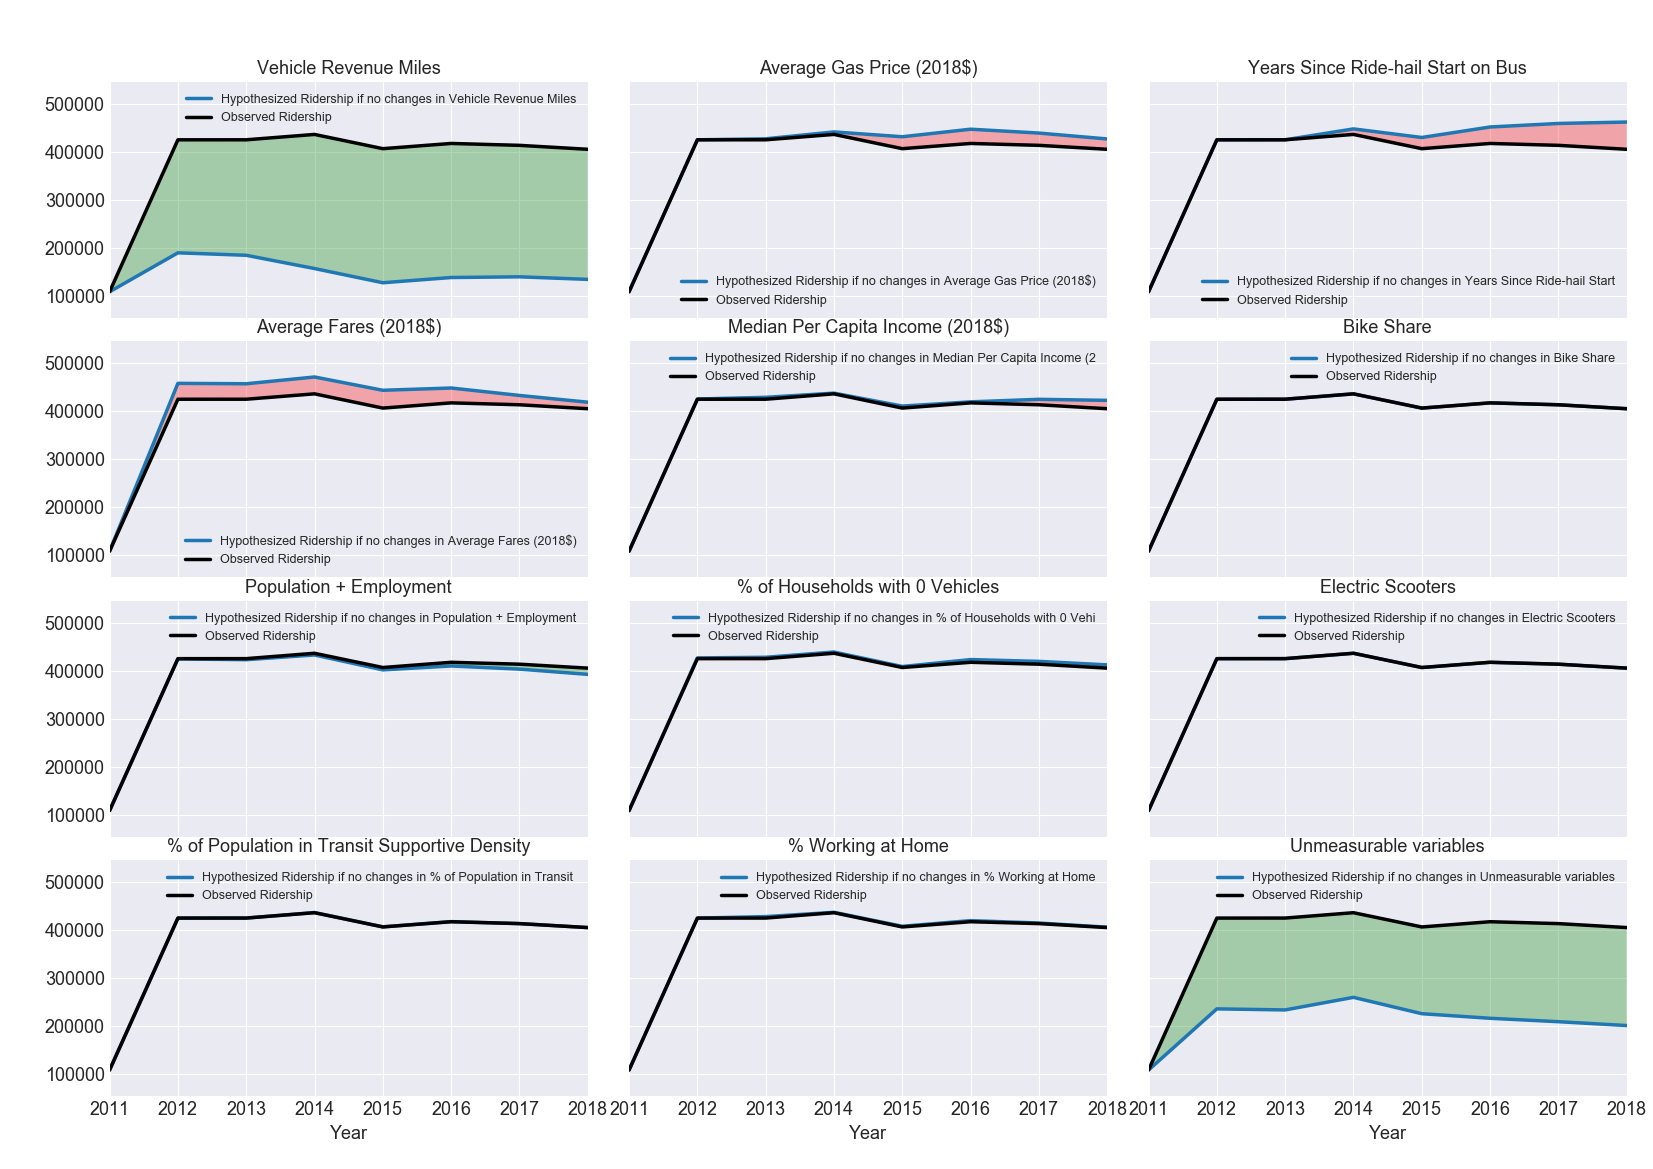 Vehicle Revenue Miles
Hypothesized Ridership if no changes in Vehicle Revenue Miles
Observed Ridership
500000
400000
300000
200000
100000
Average Gas Price (2018$)
Hypothesized Ridership if no changes in Average Gas Price (2018$)
Observed Ridership
Years Since Ride-hail Start on Bus
Hypothesized Ridership if no changes in Years Since Ride-hail Start
Observed Ridership
Average Fares (2018$)
500000
400000
300000
200000
100000
Hypothesized Ridership if no changes in Average Fares (2018$)
Observed Ridership
Median Per Capita Income (2018$)
Hypothesized Ridership if no changes in Median Per Capita Income (2
Observed Ridership
Bike Share
Hypothesized Ridership if no changes in Bike Share
Observed Ridership
Population + Employment
Hypothesized Ridership if no changes in Population + Employment
Observed Ridership
500000
400000
300000
200000
100000
% of Households with 0 Vehicles
Hypothesized Ridership if no changes in % of Households with 0 Vehi
Observed Ridership
Electric Scooters
Hypothesized Ridership if no changes in Electric Scooters
Observed Ridership
% of Population in Transit Supportive Density
Hypothesized Ridership if no changes in % of Population in Transit
Observed Ridership
500000
400000
300000
200000
100000
2011 2012 2013 2014 2015 2016 2017 2018
Year
% Working at Home
Hypothesized Ridership if no changes in % Working at Home
Observed Ridership
2011 2012 2013 2014 2015 2016 2017 2018
Year
Unmeasurable variables
Hypothesized Ridership if no changes in Unmeasurable variables
Observed Ridership
2011 2012 2013 2014 2015 2016 2017 2018
Year